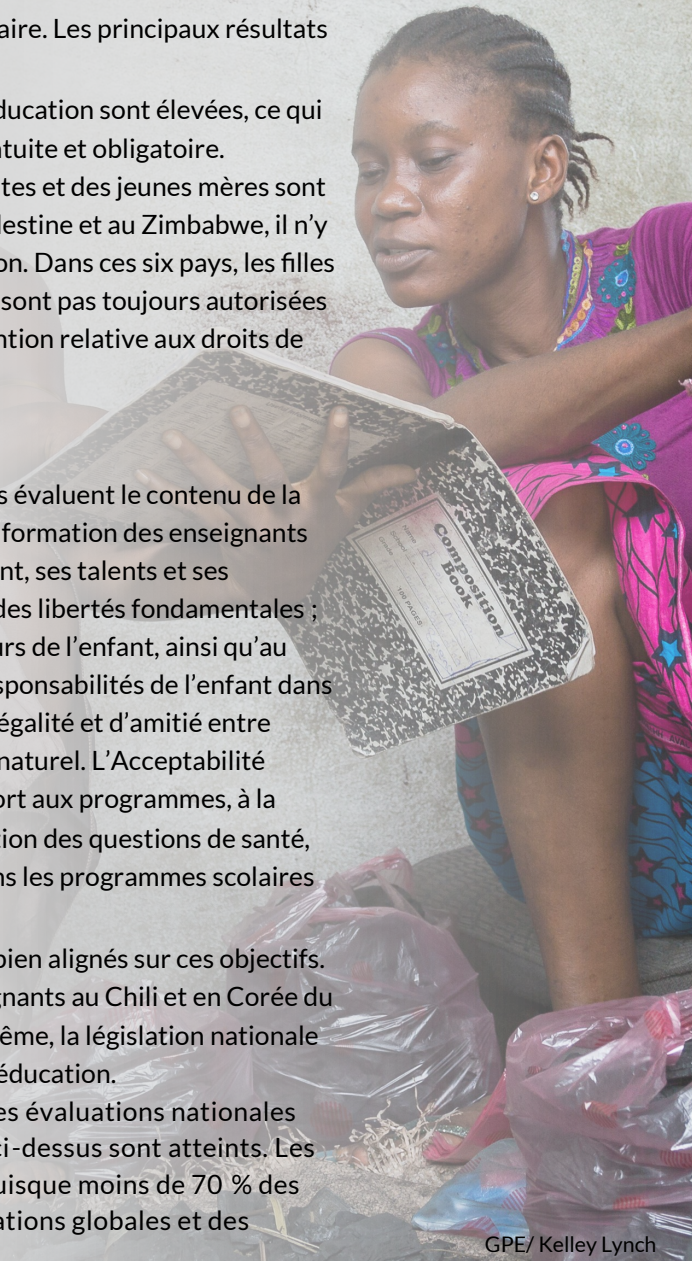 aire. Les principaux résultats
ducation sont élevées, ce qui
tuite et obligatoire.
tes et des jeunes mères sont
lestine et au Zimbabwe, il n’y
on. Dans ces six pays, les filles
sont pas toujours autorisées
ntion relative aux droits de
s évaluent le contenu de la
formation des enseignants
nt, ses talents et ses
des libertés fondamentales ;
urs de l’enfant, ainsi qu’au
sponsabilités de l’enfant dans
égalité et d’amitié entre
naturel. L’Acceptabilité
ort aux programmes, à la
tion des questions de santé,
ns les programmes scolaires
bien alignés sur ces objectifs.
gnants au Chili et en Corée du
ême, la législation nationale
éducation.
es évaluations nationales
ci-dessus sont atteints. Les
uisque moins de 70 % des
ations globales et des
Composition
Book
100 PAGES
GPE/ Kelley Lynch